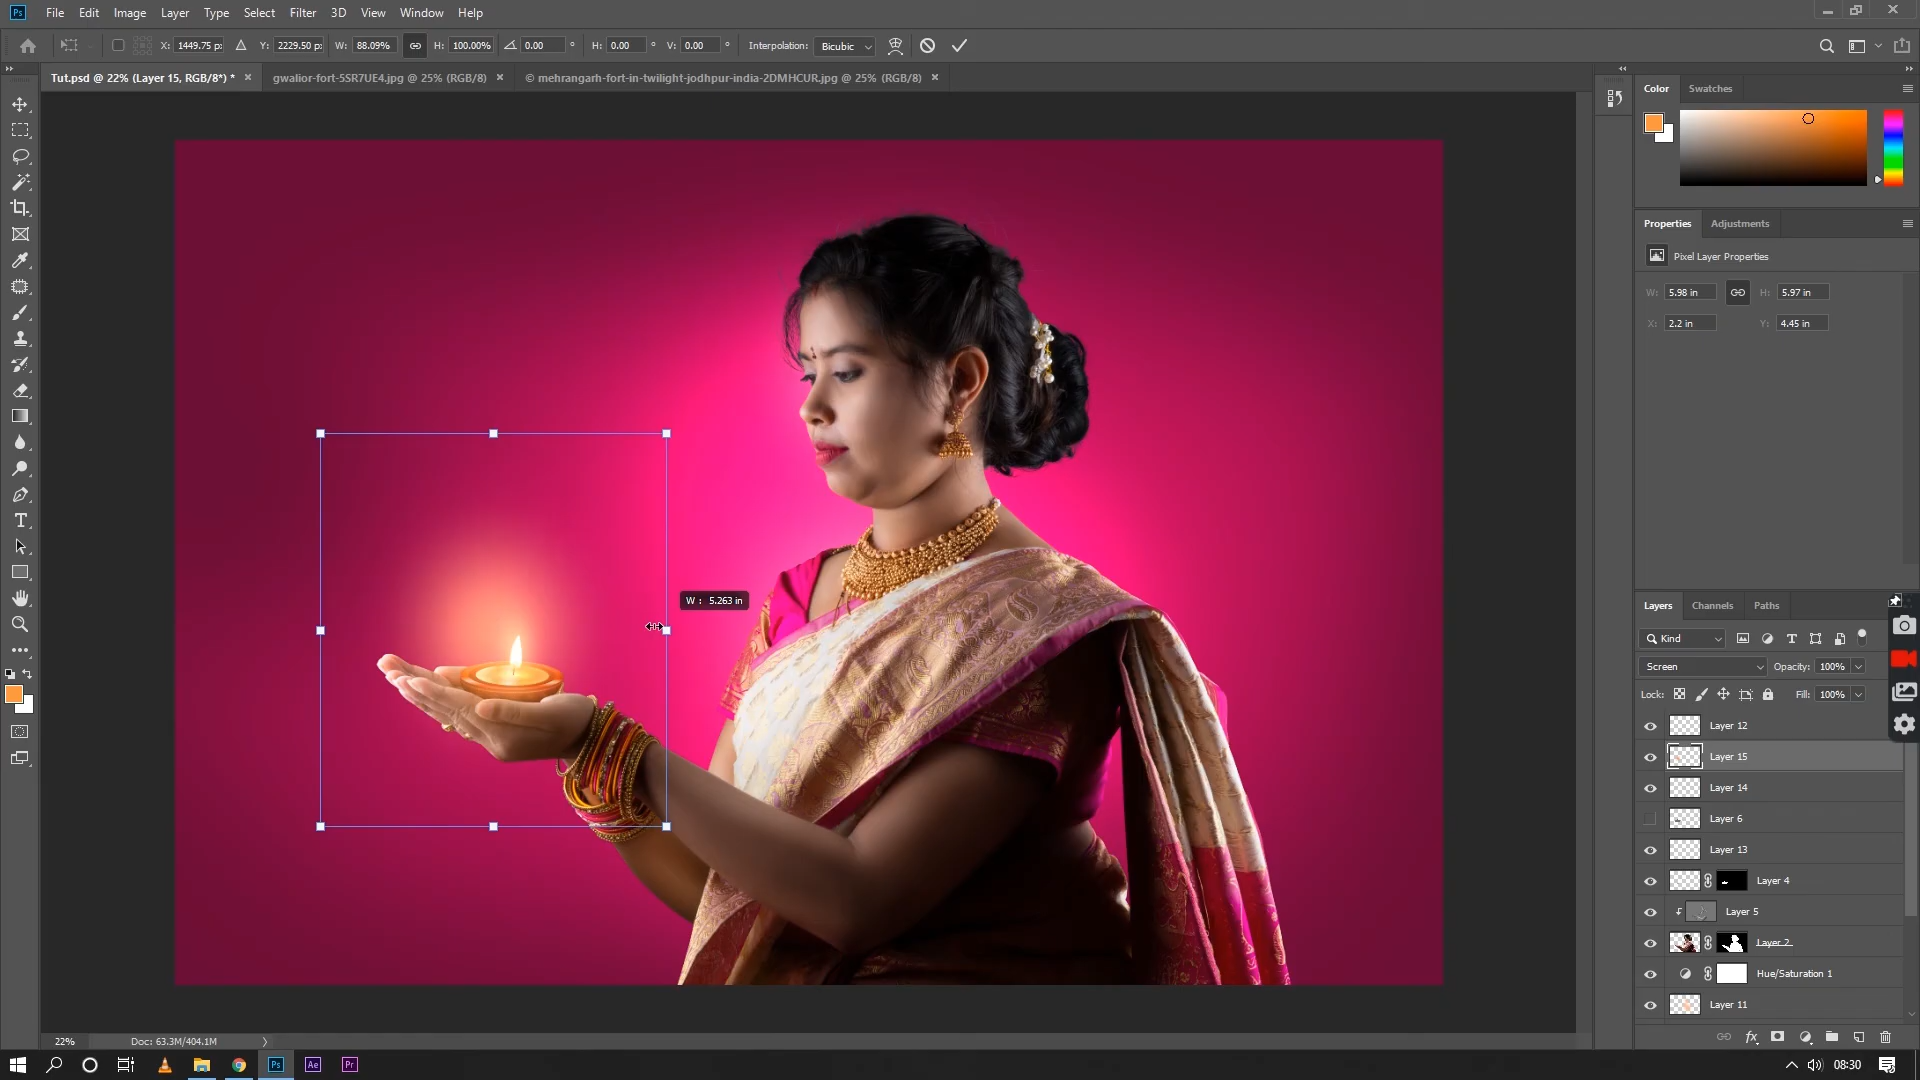 Ps File Edit Image Layer Type Select Filter 3D View Window Help
X: 1449.75 p: Y: 2229.50 p: W: 88.09% H: 100.00% 0.00 ° H: 0.00 ° V: 0.00 ° Interpolation: Bicubic
Tut.psd @ 22% (Layer 15, RGB/8*) * × gwalior-fort-5SR7UE4.jpg @ 25% (RGB/8) × © mehrangarh-fort-in-twilight-jodhpur-india-2DMHCUR.jpg @ 25% (RGB/8) ×
Color Swatches
Properties Adjustments
Pixel Layer Properties
W: 5.98 in H: 5.97 in
X: 2.2 in Y: 4.45 in
W : 5.263 in
Layers Channels Paths
Kind
Screen Opacity: 100%
Lock: Fill: 100%
Layer 12
Layer 15
Layer 14
Layer 6
Layer 13
Layer 4
Layer 5
Layer 2
Hue/Saturation 1
Layer 11
22% Doc: 63.3M/404.1M
fx
Ps Ae Pr 08:30